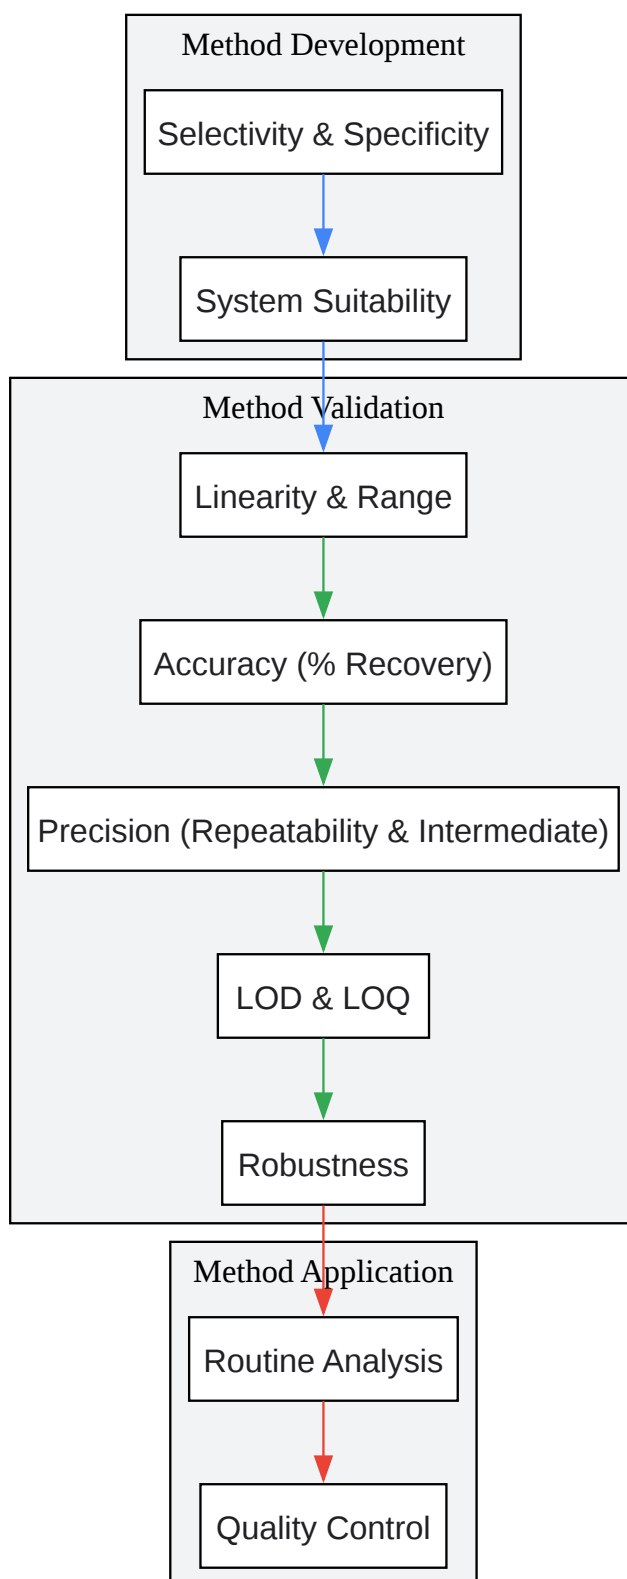 Method Development
Selectivity & Specificity
System Suitability
Method Validation
Linearity & Range
Accuracy (% Recovery)
Precision (Repeatability & Intermediate)
LOD & LOQ
Robustness
Method Application
Routine Analysis
Quality Control